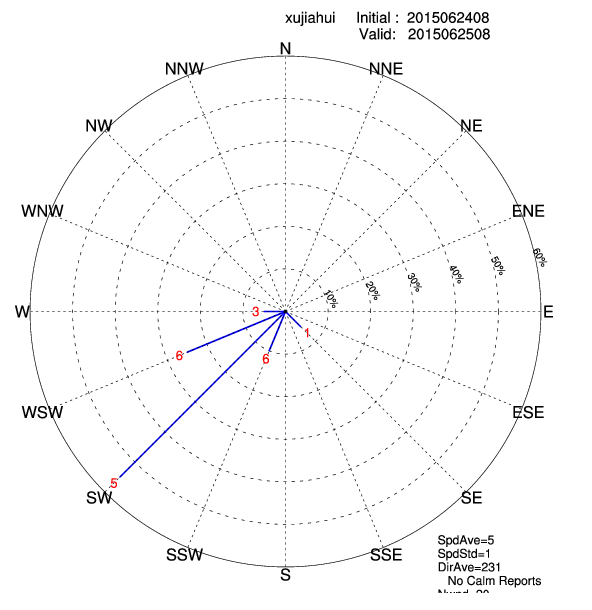 xujiahui Initial : 2015062408
Valid: 2015062508
N
NNW
NNE
NW
NE
WNW
ENE
60%
50%
40%
30%
20%
10%
W
3
E
1
6
6
WSW
ESE
5
SW
SE
SSW
SSE
S
SpdAve=5
SpdStd=1
DirAve=231
No Calm Reports